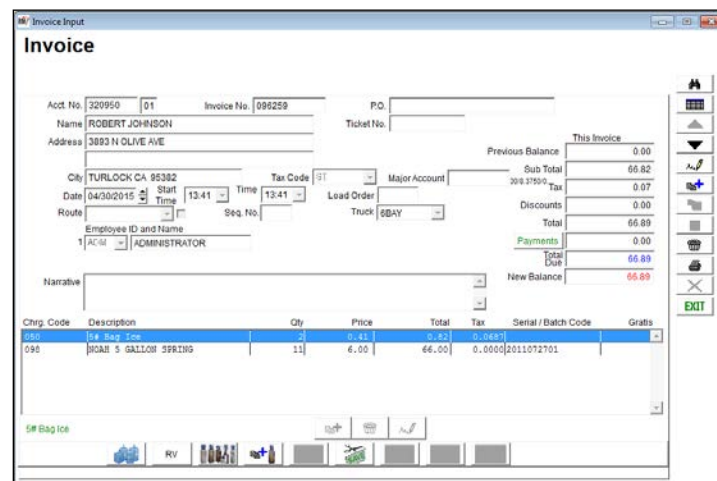 Invoice Input
Invoice
Acct. No. 320950 01 Invoice No. 096259 P.O.
Name ROBERT JOHNSON Ticket No.
Address 3893 N OLIVE AVE
This Invoice
Previous Balance 0.00
City TURLOCK CA 95382 Tax Code ST Major Account Sub Total 66.82
Tax 0.07
Date 04/30/2015 Start Time 13:41 Time 13:41 Load Order
Discounts 0.00
Route Seq. No. Truck 6BAY
Total 66.89
Employee ID and Name
Payments 0.00
1 ADMINISTRATOR
Total Due 66.89
New Balance 66.89
Narrative
EXIT
Chrg. Code Description Qty Price Total Tax Serial / Batch Code Gratis
050 5# Bag Ice 2 0.41 0.82 0.0687
098 NOAH 5 GALLON SPRING 11 6.00 66.00 0.0000 2011072701
5# Bag Ice
RV